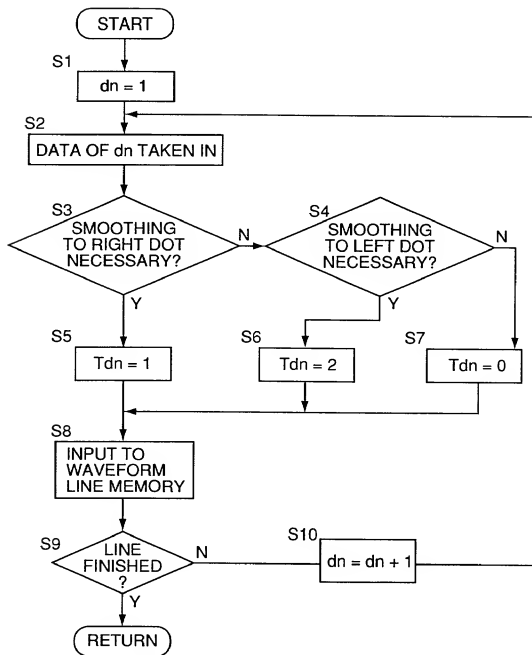 START
S1
dn = 1
S2
DATA OF dn TAKEN IN
S3
SMOOTHING
TO RIGHT DOT
NECESSARY?
N
Y
S4
SMOOTHING
TO LEFT DOT
NECESSARY?
N
Y
S5
Tdn = 1
S6
Tdn = 2
S7
Tdn = 0
S8
INPUT TO
WAVEFORM
LINE MEMORY
S9
LINE
FINISHED
?
N
Y
S10
dn = dn + 1
RETURN